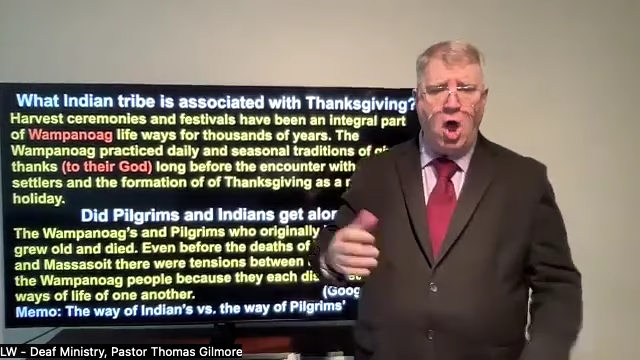 What Indian tribe is associated with Thanksgiving?
Harvest ceremonies and festivals have been an integral part
of Wampanoag life ways for thousands of years. The
Wampanoag practiced daily and seasonal traditions of
thanks (to their God) long before the encounter with
settlers and the formation of of Thanksgiving as a
holiday.
Did Pilgrims and Indians get
The Wampanoag's and Pilgrims who originally
grew old and died. Even before the deaths of
and Massasoit there were tensions between
the Wampanoag people because they each
ways of life of one another.
Memo: The way of Indian's vs. the way of Pilgrims'
LW - Deaf Ministry, Pastor Thomas Gilmore